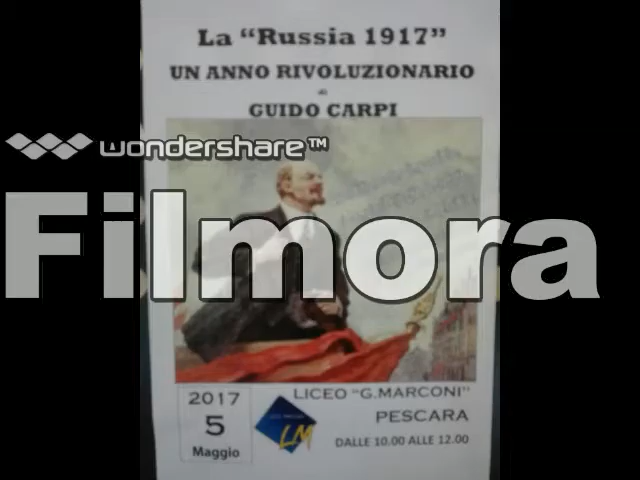 La “Russia 1917”
UN ANNO RIVOLUZIONARIO
di
GUIDO CARPI
wondershare™
Filmora
2017
5
Maggio
LM
LICEO “G.MARCONI”
PESCARA
DALLE 10.00 ALLE 12.00